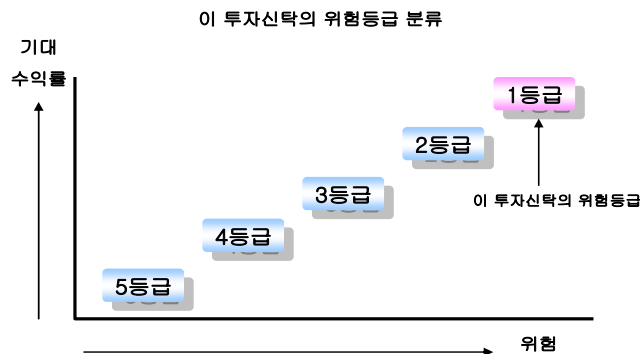 이 투자신탁의 위험등급 분류
기대
수익률
1등급
2등급
3등급
이 투자신탁의 위험등급
4등급
5등급
위험